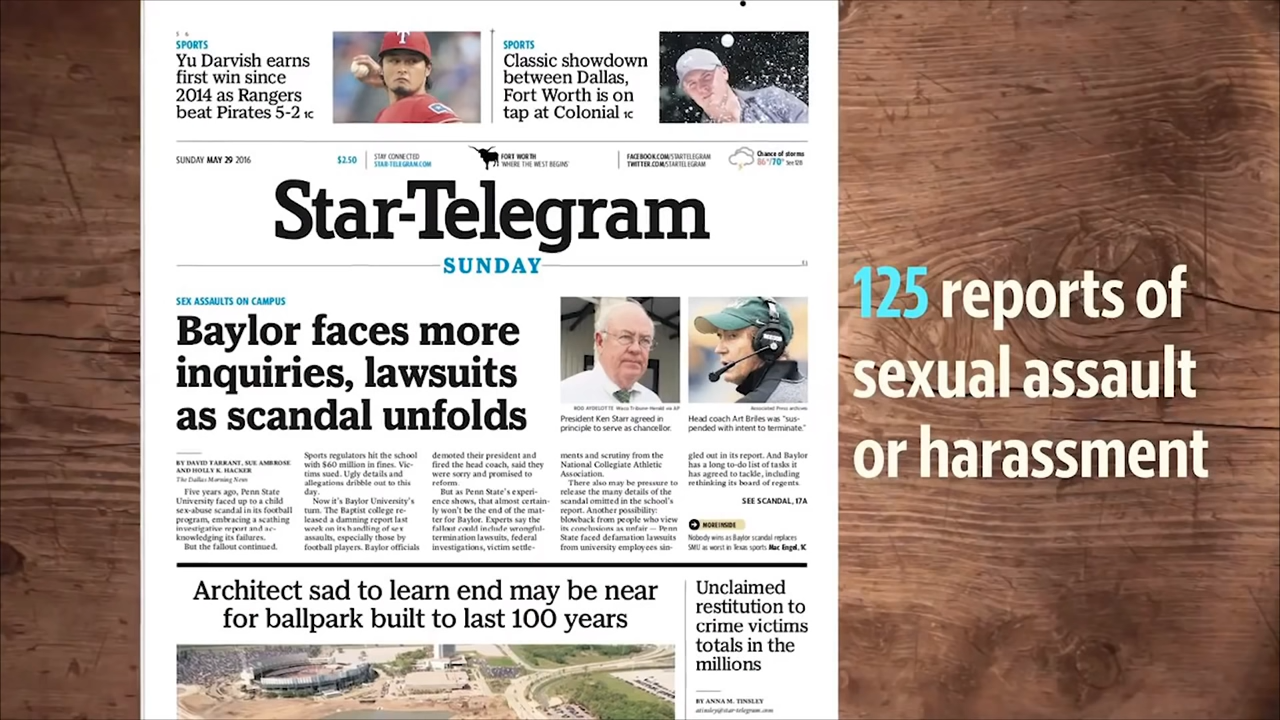 SPORTS
Yu Darvish earns
first win since
2014 as Rangers
beat Pirates 5-2 1C
SPORTS
Classic showdown
between Dallas,
Fort Worth is on
tap at Colonial 1C
SUNDAY MAY 29 2016
$2.50
STAY CONNECTED
STAR-TELEGRAM.COM
FORT WORTH
"WHERE THE WEST BEGINS"
FACEBOOK.COM/STARTELEGRAM
TWITTER.COM/STARTELEGRAM
Chance of storms
86°/70° See 12B
Star-Telegram
SUNDAY
SEX ASSAULTS ON CAMPUS
Baylor faces more
inquiries, lawsuits
as scandal unfolds
ROD AYDELOTTE Waco Tribune-Herald via AP
President Ken Starr agreed in
principle to serve as chancellor.
Associated Press archives
Head coach Art Briles was "sus-
pended with intent to terminate."
BY DAVID TARRANT, SUE AMBROSE
AND HOLLY K. HACKER
The Dallas Morning News
Five years ago, Penn State
University faced up to a child
sex-abuse scandal in its football
program, embracing a scathing
investigative report and ac-
knowledging its failures.
But the fallout continued.
Sports regulators hit the school
with $60 million in fines. Vic-
tims sued. Ugly details and
allegations dribble out to this
day.
Now it's Baylor University's
turn. The Baptist college re-
leased a damning report last
week on its handling of sex
assaults, especially those by
football players. Baylor officials
demoted their president and
fired the head coach, said they
were sorry and promised to
reform.
But as Penn State's experi-
ence shows, that almost certain-
ly won't be the end of the mat-
ter for Baylor. Experts say the
fallout could include wrongful-
termination lawsuits, federal
investigations, victim settle-
ments and scrutiny from the
National Collegiate Athletic
Association.
There also may be pressure to
release the many details of the
scandal omitted in the school's
report. Another possibility:
blowback from people who view
its conclusions as unfair — Penn
State faced defamation lawsuits
from university employees sin-
gled out in its report. And Baylor
has a long to-do list of tasks it
has agreed to tackle, including
rethinking its board of regents.
SEE SCANDAL, 17A
MORE INSIDE
Nobody wins as Baylor scandal replaces
SMU as worst in Texas sports Mac Engel, 1C
Architect sad to learn end may be near
for ballpark built to last 100 years
Unclaimed
restitution to
crime victims
totals in the
millions
BY ANNA M. TINSLEY
atinsley@star-telegram.com
125 reports of
sexual assault
or harassment